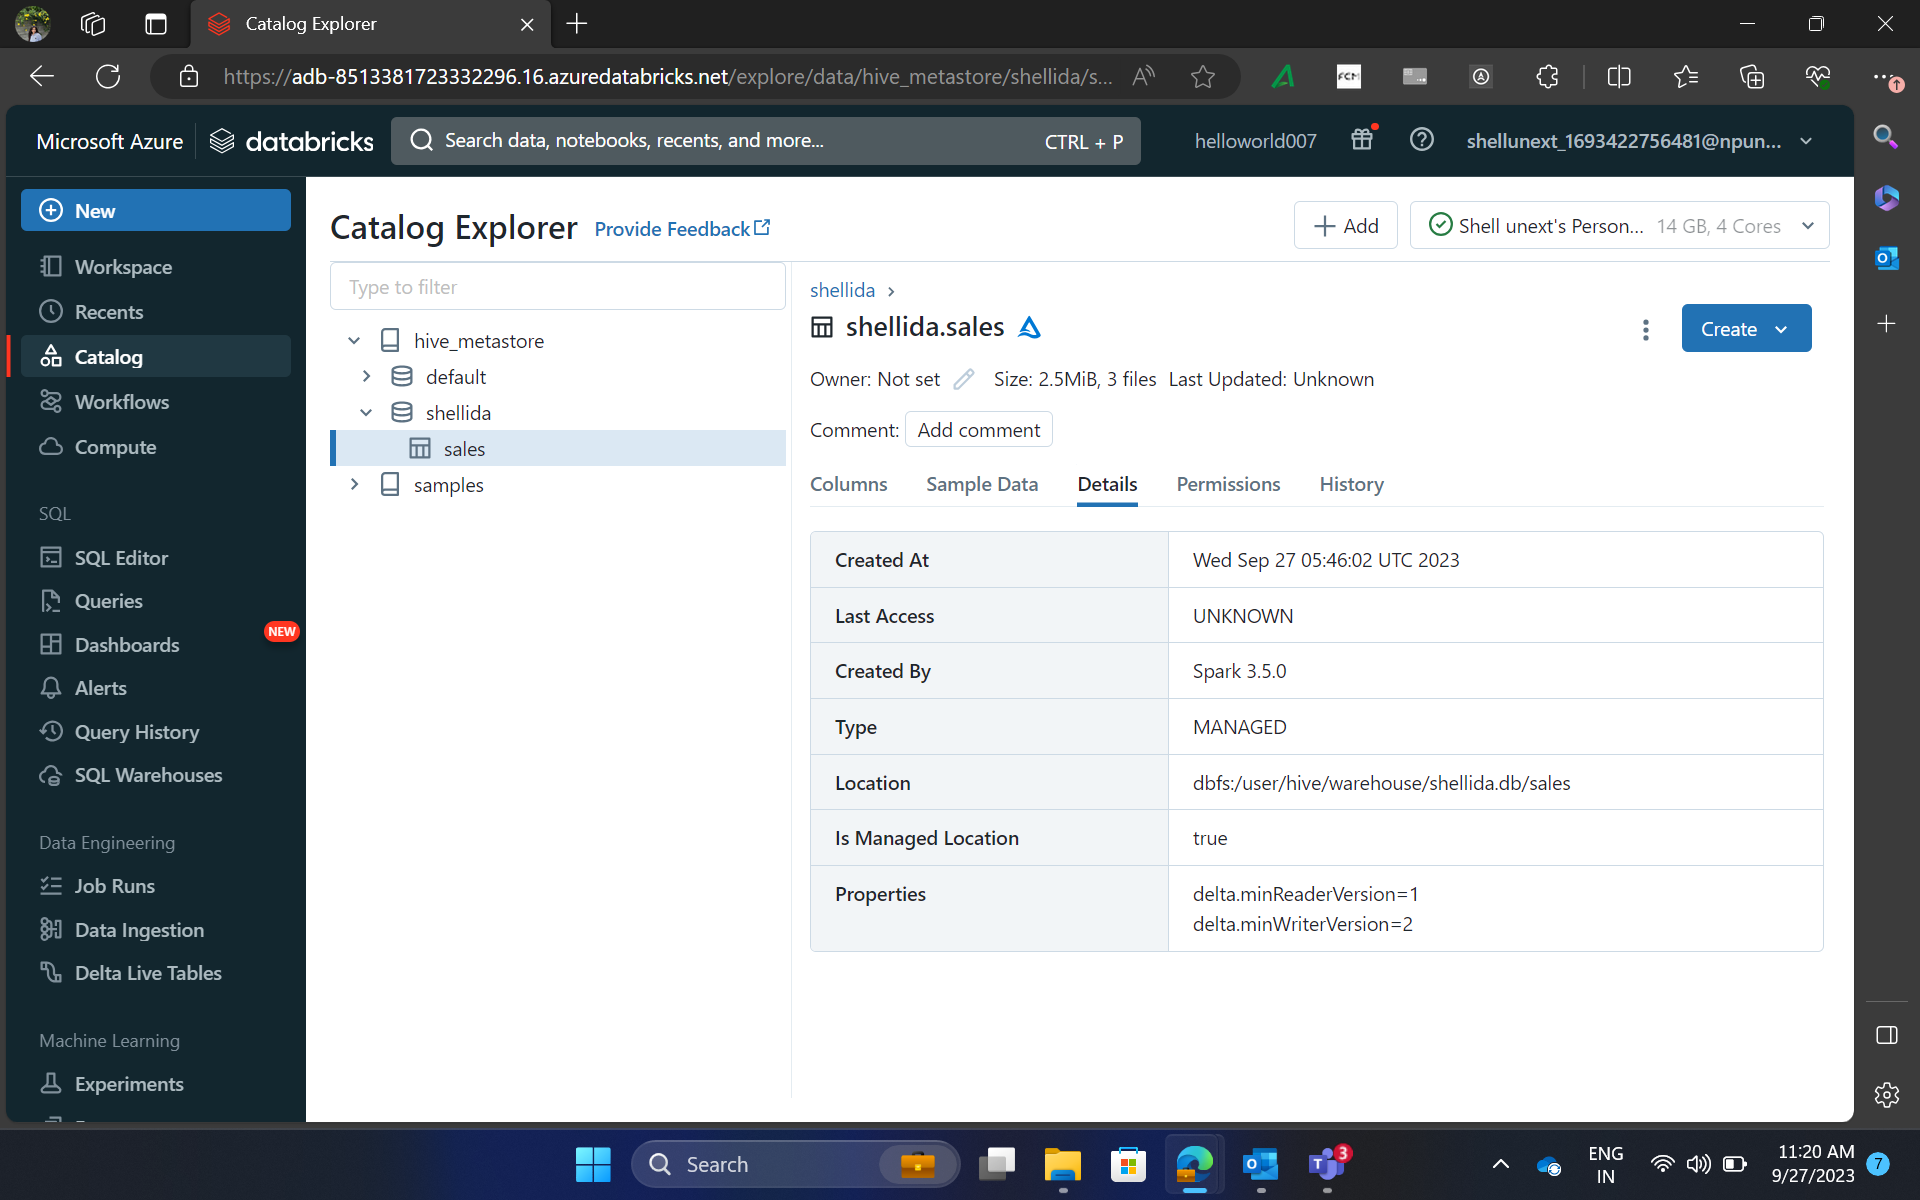 Catalog Explorer
https://adb-8513381723332296.16.azuredatabricks.net/explore/data/hive_metastore/shellida/s...
FCM
Microsoft Azure
databricks
Search data, notebooks, recents, and more...
CTRL + P
helloworld007
shellunext_1693422756481@npun...
New
Workspace
Recents
Catalog
Workflows
Compute
SQL
SQL Editor
Queries
Dashboards
NEW
Alerts
Query History
SQL Warehouses
Data Engineering
Job Runs
Data Ingestion
Delta Live Tables
Machine Learning
Experiments
Catalog Explorer
Provide Feedback
Add
Shell unext's Person...
14 GB, 4 Cores
Type to filter
hive_metastore
default
shellida
sales
samples
shellida
shellida.sales
Create
Owner: Not set
Size: 2.5MiB, 3 files
Last Updated: Unknown
Comment:
Add comment
Columns
Sample Data
Details
Permissions
History
Created At
Wed Sep 27 05:46:02 UTC 2023
Last Access
UNKNOWN
Created By
Spark 3.5.0
Type
MANAGED
Location
dbfs:/user/hive/warehouse/shellida.db/sales
Is Managed Location
true
Properties
delta.minReaderVersion=1
delta.minWriterVersion=2
Search
3
ENG
IN
11:20 AM
9/27/2023
7